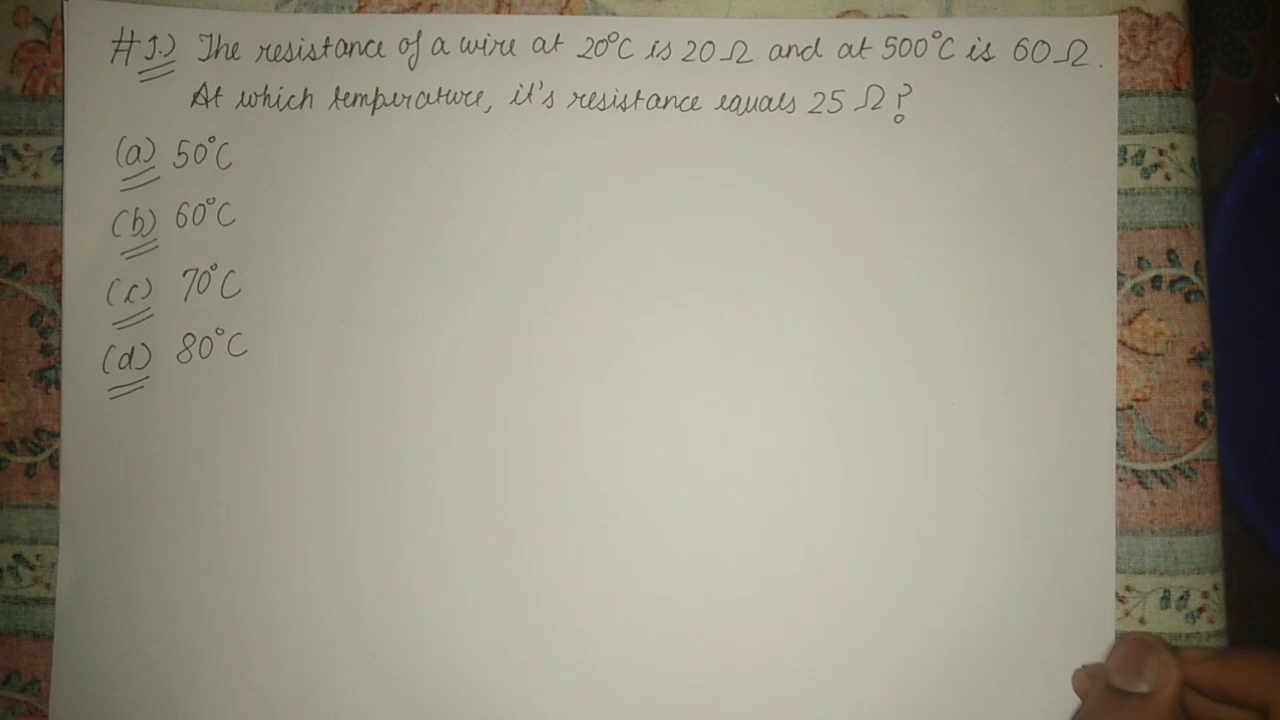 # 1.) The resistance of a wire at 20°C is 20 Ω and at 500°C is 60 Ω.
At which temperature, it's resistance equals 25 Ω?
(a) 50°C
(b) 60°C
(c) 70°C
(d) 80°C